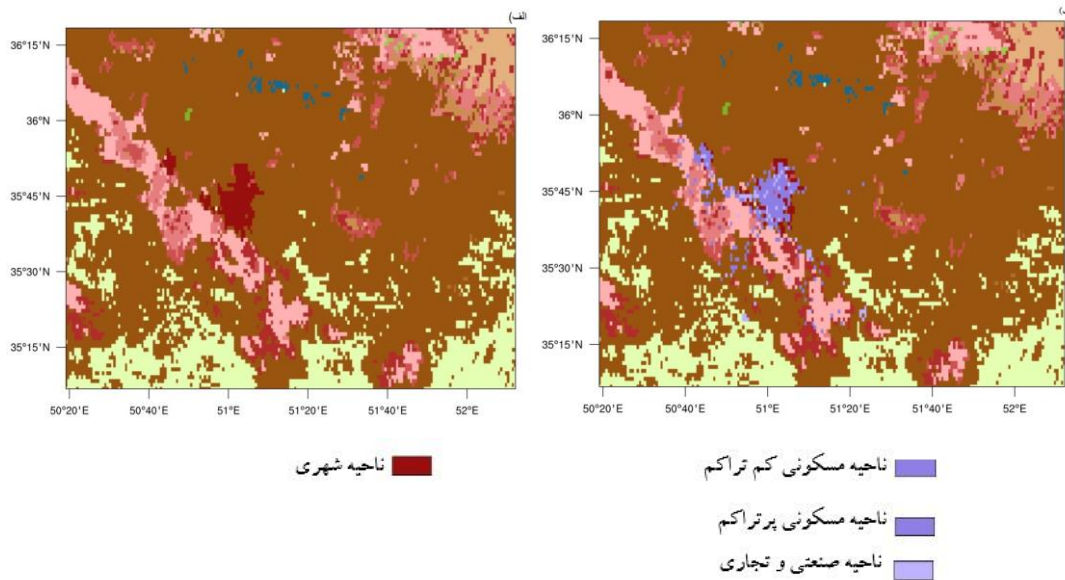 الف)
36°15'N
36°N
35°45'N
35°30'N
35°15'N
50°20'E 50°40'E 51°E 51°20'E 51°40'E 52°E
ناحیه شهری
)
36°15'N
36°N
35°45'N
35°30'N
35°15'N
50°20'E 50°40'E 51°E 51°20'E 51°40'E 52°E
ناحیه مسکونی کم تراکم
ناحیه مسکونی پرتراکم
ناحیه صنعتی و تجاری